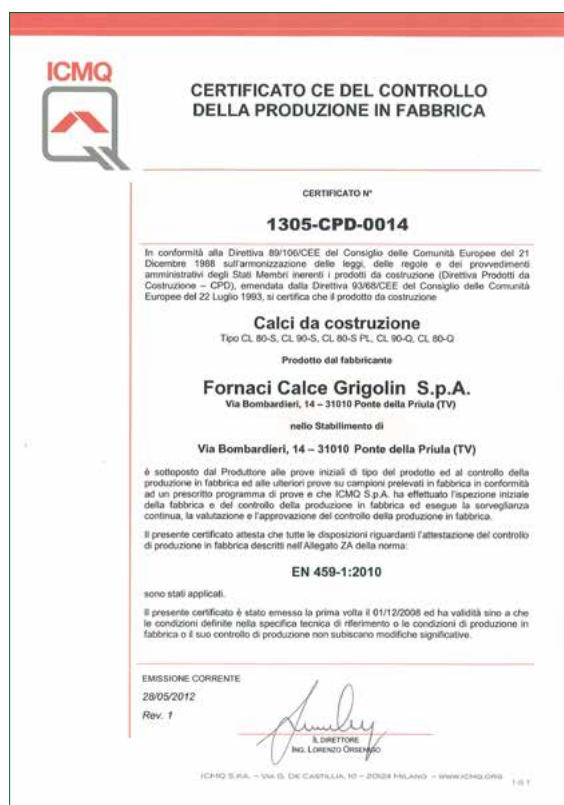 ICMQ
CERTIFICATO CE DEL CONTROLLO
DELLA PRODUZIONE IN FABBRICA
CERTIFICATO N°
1305-CPD-0014
In conformità alla Direttiva 89/106/CEE del Consiglio delle Comunità Europee del 21
Dicembre 1988 sull'armonizzazione delle leggi, delle regole e dei provvedimenti
amministrativi degli Stati Membri inerenti i prodotti da costruzione (Direttiva Prodotti da
Costruzione – CPD), emendata dalla Direttiva 93/68/CEE del Consiglio delle Comunità
Europee del 22 Luglio 1993, si certifica che il prodotto da costruzione
Calci da costruzione
Tipo CL 80-S, CL 90-S, CL 80-S PL, CL 90-Q, CL 80-Q
Prodotto dal fabbricante
Fornaci Calce Grigolin S.p.A.
Via Bombardieri, 14 – 31010 Ponte della Priula (TV)
nello Stabilimento di
Via Bombardieri, 14 – 31010 Ponte della Priula (TV)
è sottoposto dal Produttore alle prove iniziali di tipo del prodotto ed al controllo della
produzione in fabbrica ed alle ulteriori prove su campioni prelevati in fabbrica in conformità
ad un prescritto programma di prove e che ICMQ S.p.A. ha effettuato l'ispezione iniziale
della fabbrica e del controllo della produzione in fabbrica ed esegue la sorveglianza
continua, la valutazione e l'approvazione del controllo della produzione in fabbrica.
Il presente certificato attesta che tutte le disposizioni riguardanti l'attestazione del controllo
di produzione in fabbrica descritti nell'Allegato ZA della norma:
EN 459-1:2010
sono stati applicati.
Il presente certificato è stato emesso la prima volta il 01/12/2008 ed ha validità sino a che
le condizioni definite nella specifica tecnica di riferimento o le condizioni di produzione in
fabbrica o il suo controllo di produzione non subiscano modifiche significative.
EMISSIONE CORRENTE
28/05/2012
Rev. 1
IL DIRETTORE
ING. LORENZO ORSENIGO
ICMQ S.P.A. – VIA G. DE CASTILLIA, 10 – 20124 MILANO – WWW.ICMQ.ORG